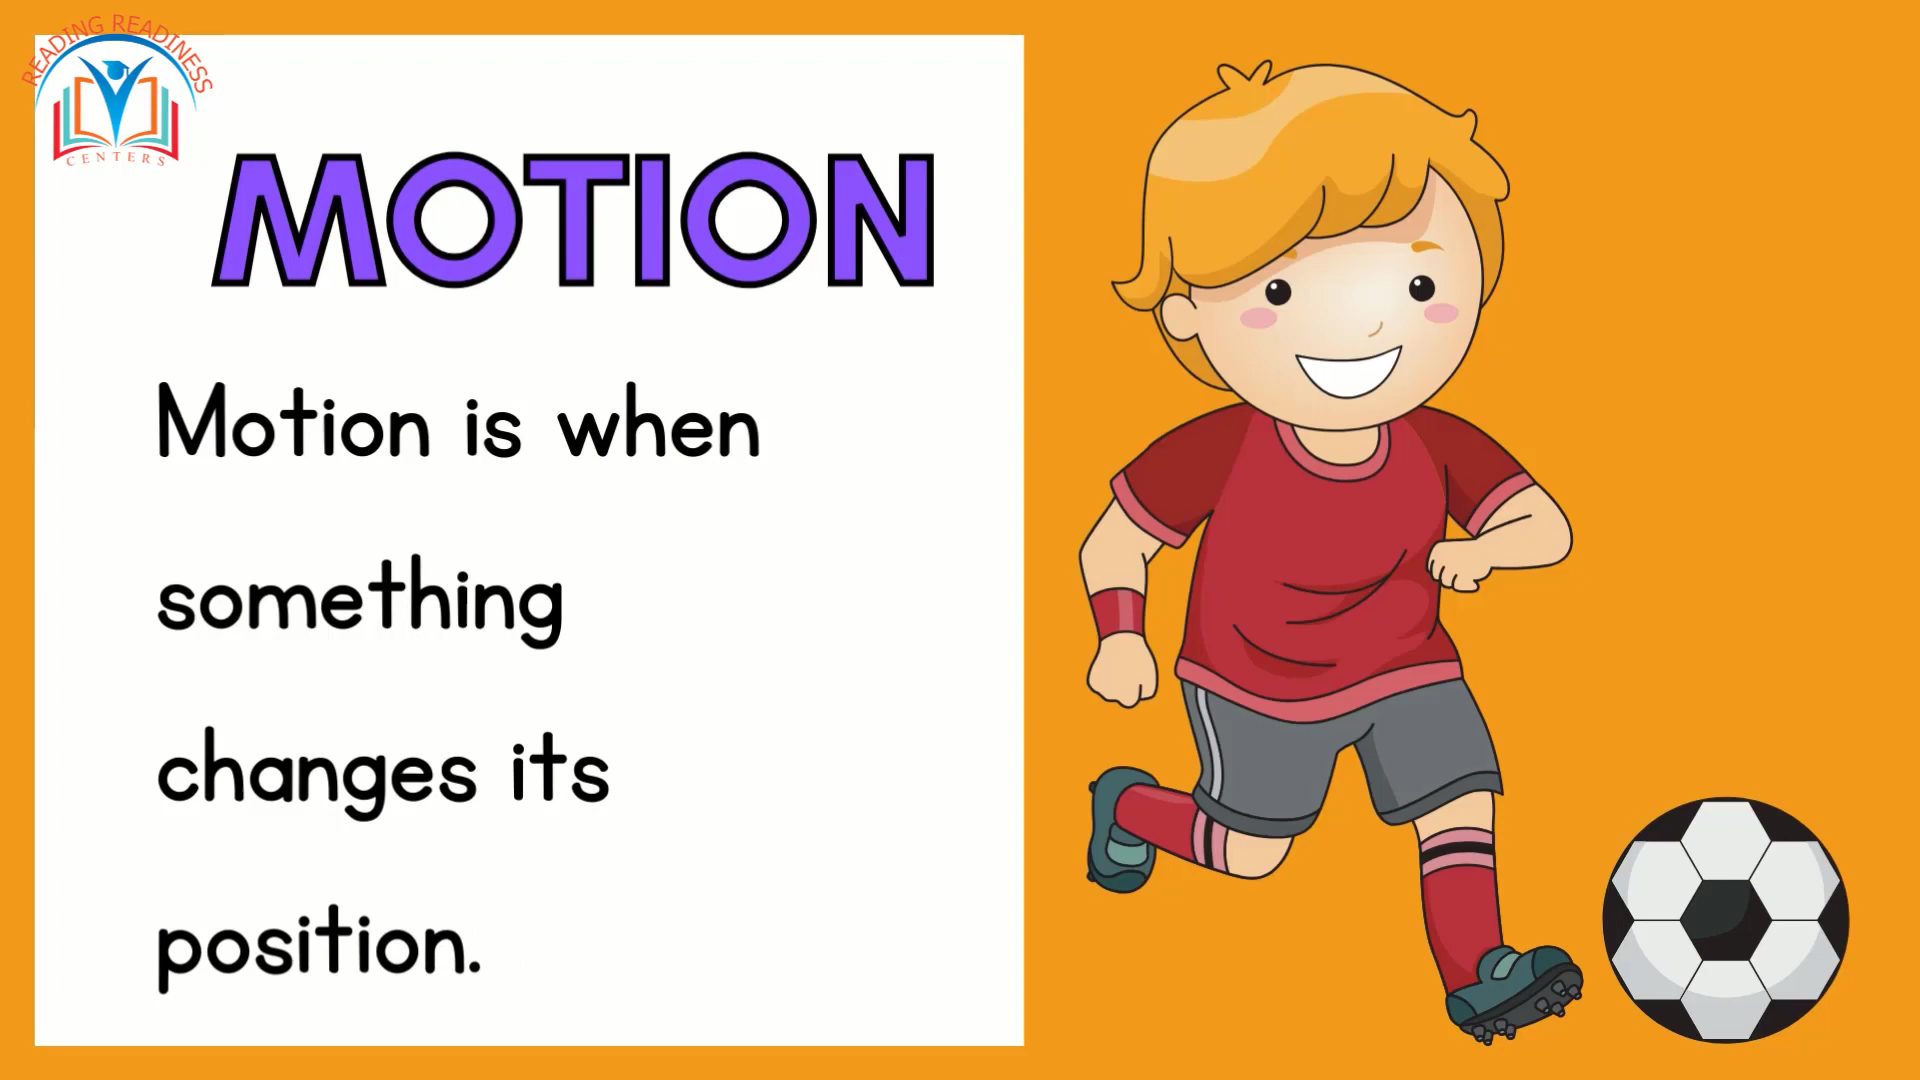 READING READINESS
CENTERS
MOTION
Motion is when
something
changes its
position.